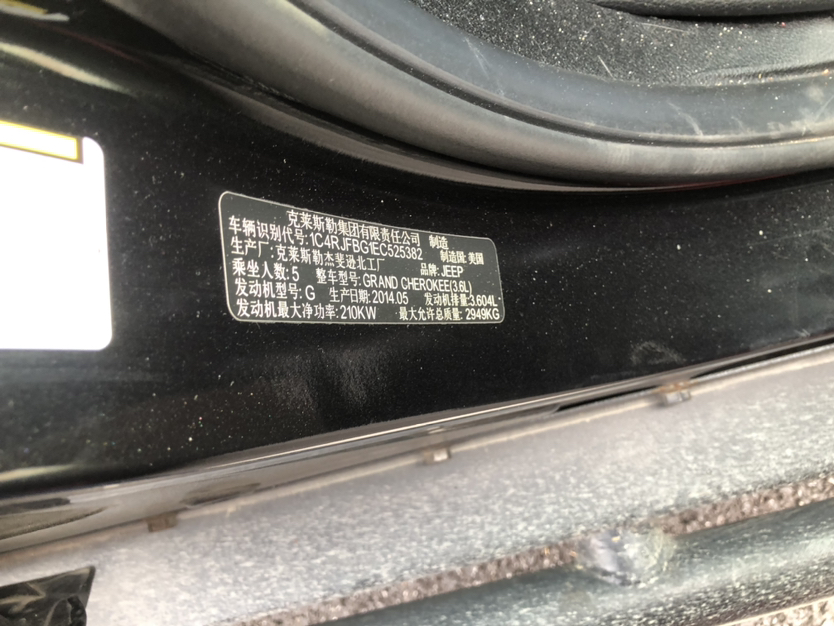 克莱斯勒集团有限责任公司 制造
车辆识别代号:1C4RJFBG1EC525382 制造国:美国
生产厂:克莱斯勒杰斐逊北工厂 品牌:JEEP
乘坐人数:5 整车型号:GRAND CHEROKEE(3.6L)
发动机型号:G 生产日期:2014.05 发动机排量:3.604L
发动机最大净功率:210KW 最大允许总质量:2949KG